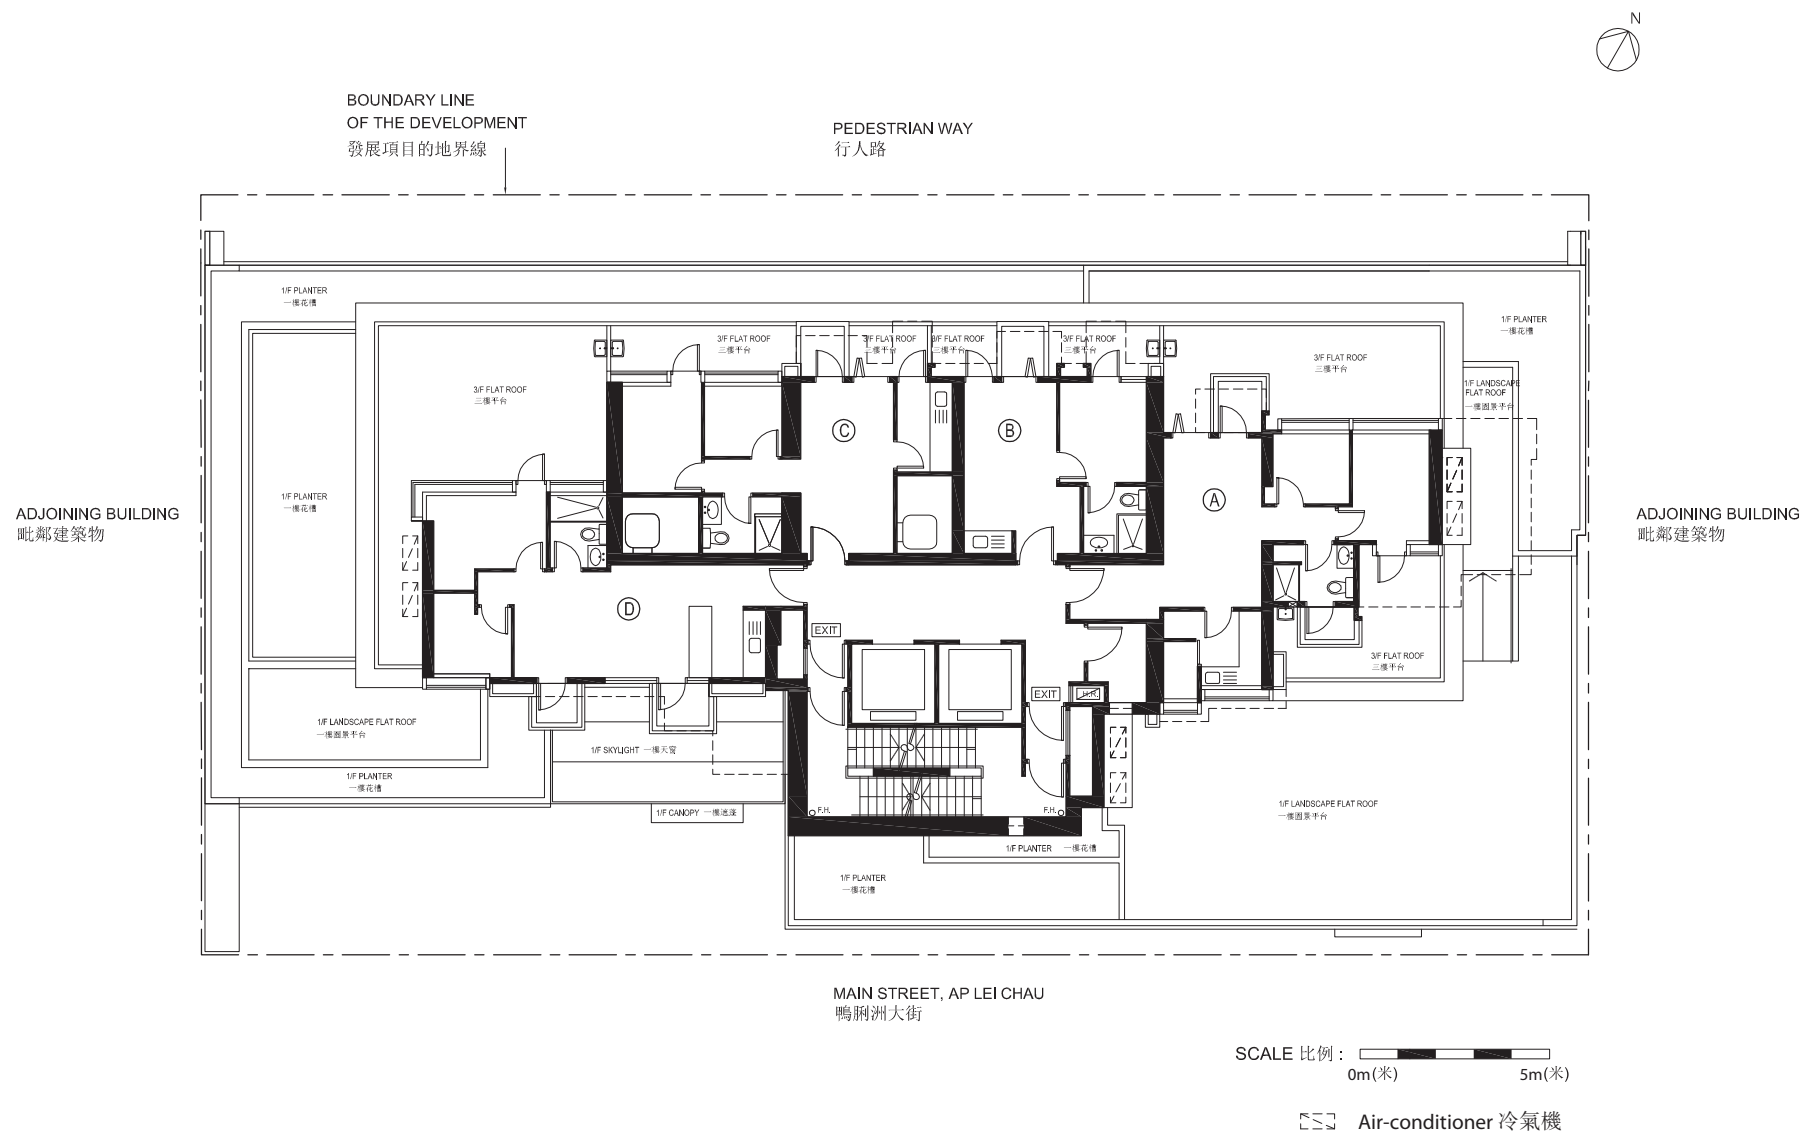 N
BOUNDARY LINE
OF THE DEVELOPMENT
發展項目的地界線
PEDESTRIAN WAY
行人路
1/F PLANTER
一樓花槽
1/F PLANTER
一樓花槽
3/F FLAT ROOF
三樓平台
3/F FLAT ROOF
三樓平台
3/F FLAT ROOF
三樓平台
3/F FLAT ROOF
三樓平台
3/F FLAT ROOF
三樓平台
3/F FLAT ROOF
三樓平台
1/F LANDSCAPE
FLAT ROOF
一樓園景平台
C
B
A
D
1/F PLANTER
一樓花槽
ADJOINING BUILDING
毗鄰建築物
ADJOINING BUILDING
毗鄰建築物
EXIT
3/F FLAT ROOF
三樓平台
EXIT
H.R.
1/F LANDSCAPE FLAT ROOF
一樓園景平台
1/F SKYLIGHT 一樓天窗
1/F PLANTER
一樓花槽
1/F CANOPY 一樓遮蓬
F.H.
F.H.
1/F LANDSCAPE FLAT ROOF
一樓園景平台
1/F PLANTER 一樓花槽
1/F PLANTER
一樓花槽
MAIN STREET, AP LEI CHAU
鴨脷洲大街
SCALE 比例 :
0m(米) 5m(米)
Air-conditioner 冷氣機